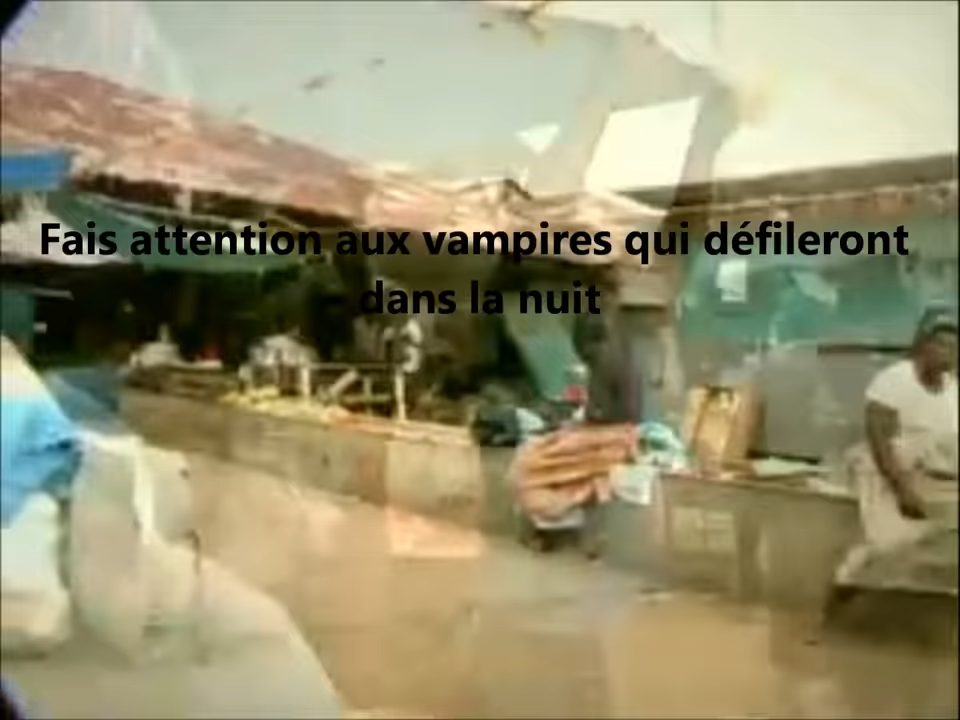 Fais attention aux vampires qui défileront
dans la nuit